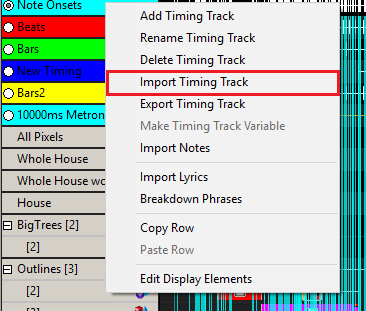 Note Onsets
Beats
Bars
New Timing
Bars2
10000ms Metron
All Pixels
Whole House
Whole House wo
House
BigTrees [2]
[2]
Outlines [3]
[2]
[2]
Add Timing Track
Rename Timing Track
Delete Timing Track
Import Timing Track
Export Timing Track
Make Timing Track Variable
Import Notes
Import Lyrics
Breakdown Phrases
Copy Row
Paste Row
Edit Display Elements